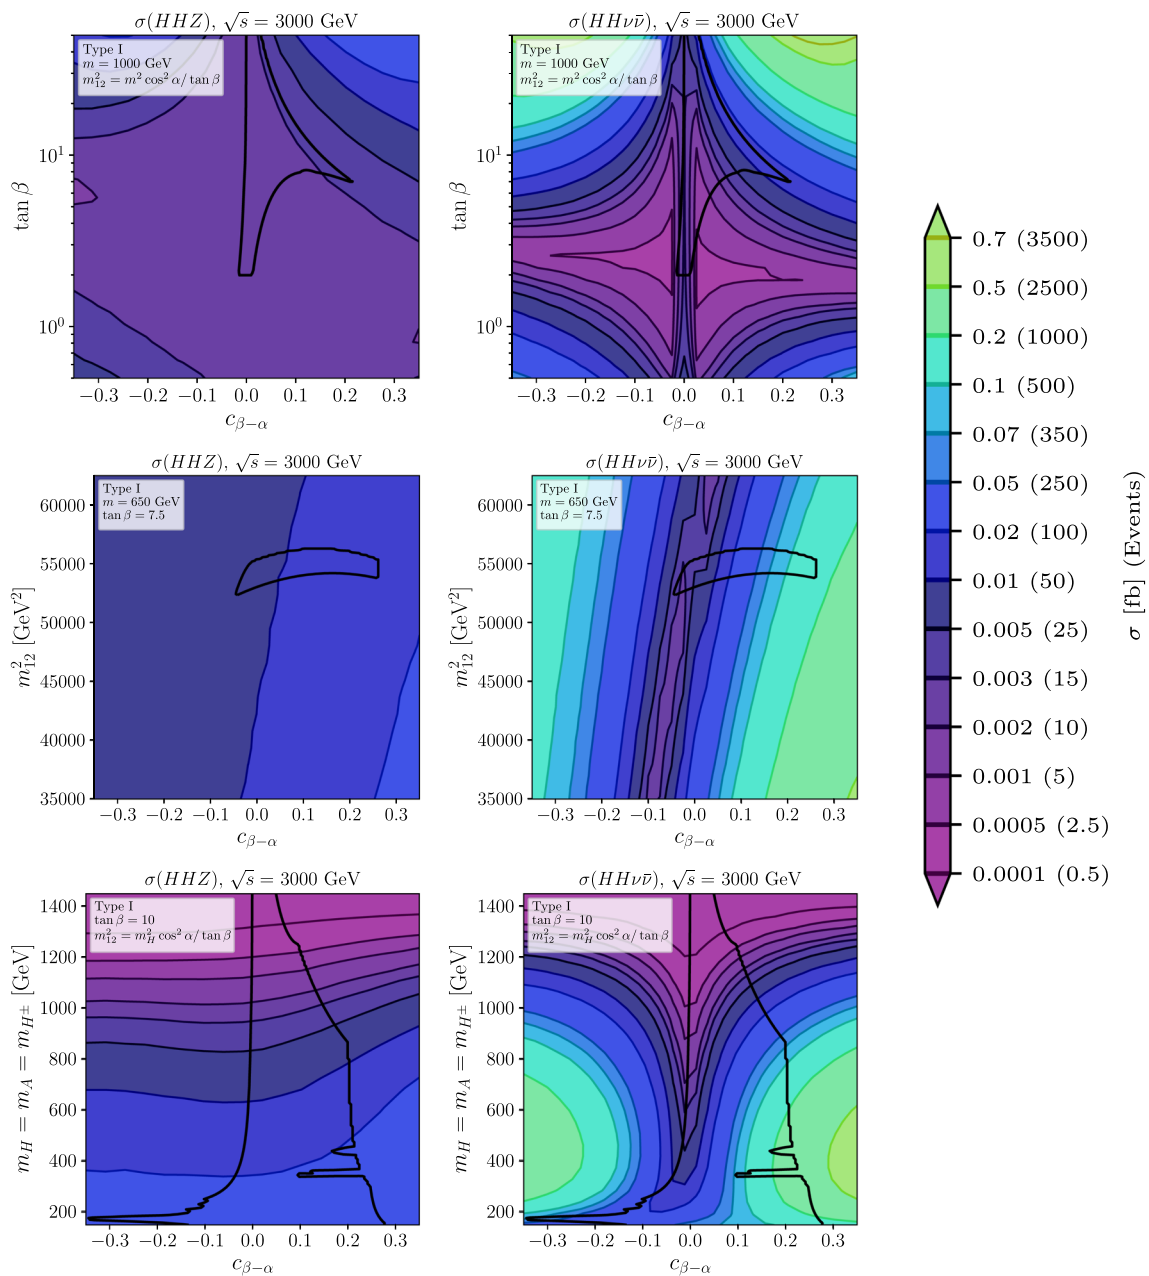 σ(HHZ), √s = 3000 GeV
Type I
m = 1000 GeV
m²₁₂ = m² cos² α/ tan β
10¹
10⁰
tan β
−0.3 −0.2 −0.1 0.0 0.1 0.2 0.3
c_{β−α}
σ(HHνν̄), √s = 3000 GeV
Type I
m = 1000 GeV
m²₁₂ = m² cos² α/ tan β
10¹
10⁰
tan β
−0.3 −0.2 −0.1 0.0 0.1 0.2 0.3
c_{β−α}
σ(HHZ), √s = 3000 GeV
Type I
m = 650 GeV
tan β = 7.5
60000
55000
50000
45000
40000
35000
m²₁₂ [GeV²]
−0.3 −0.2 −0.1 0.0 0.1 0.2 0.3
c_{β−α}
σ(HHνν̄), √s = 3000 GeV
Type I
m = 650 GeV
tan β = 7.5
60000
55000
50000
45000
40000
35000
m²₁₂ [GeV²]
−0.3 −0.2 −0.1 0.0 0.1 0.2 0.3
c_{β−α}
σ(HHZ), √s = 3000 GeV
Type I
tan β = 10
m²₁₂ = m²_H cos² α/ tan β
1400
1200
1000
800
600
400
200
m_H = m_A = m_{H±} [GeV]
−0.3 −0.2 −0.1 0.0 0.1 0.2 0.3
c_{β−α}
σ(HHνν̄), √s = 3000 GeV
Type I
tan β = 10
m²₁₂ = m²_H cos² α/ tan β
1400
1200
1000
800
600
400
200
m_H = m_A = m_{H±} [GeV]
−0.3 −0.2 −0.1 0.0 0.1 0.2 0.3
c_{β−α}
0.7 (3500)
0.5 (2500)
0.2 (1000)
0.1 (500)
0.07 (350)
0.05 (250)
0.02 (100)
0.01 (50)
0.005 (25)
0.003 (15)
0.002 (10)
0.001 (5)
0.0005 (2.5)
0.0001 (0.5)
σ [fb] (Events)